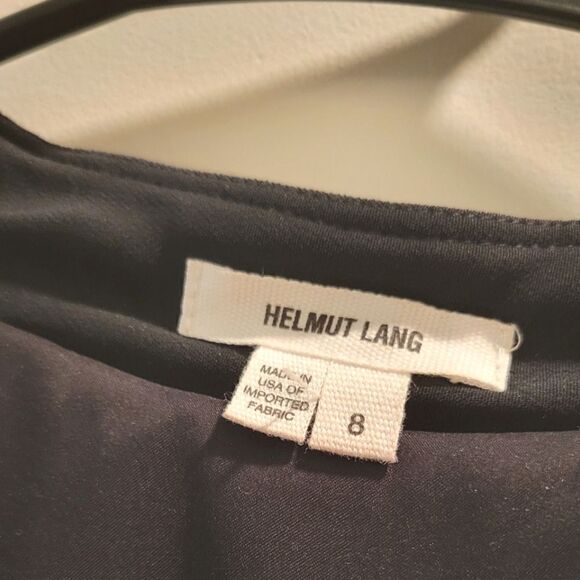 HELMUT LANG
MADE IN
USA OF
IMPORTED
FABRIC
8